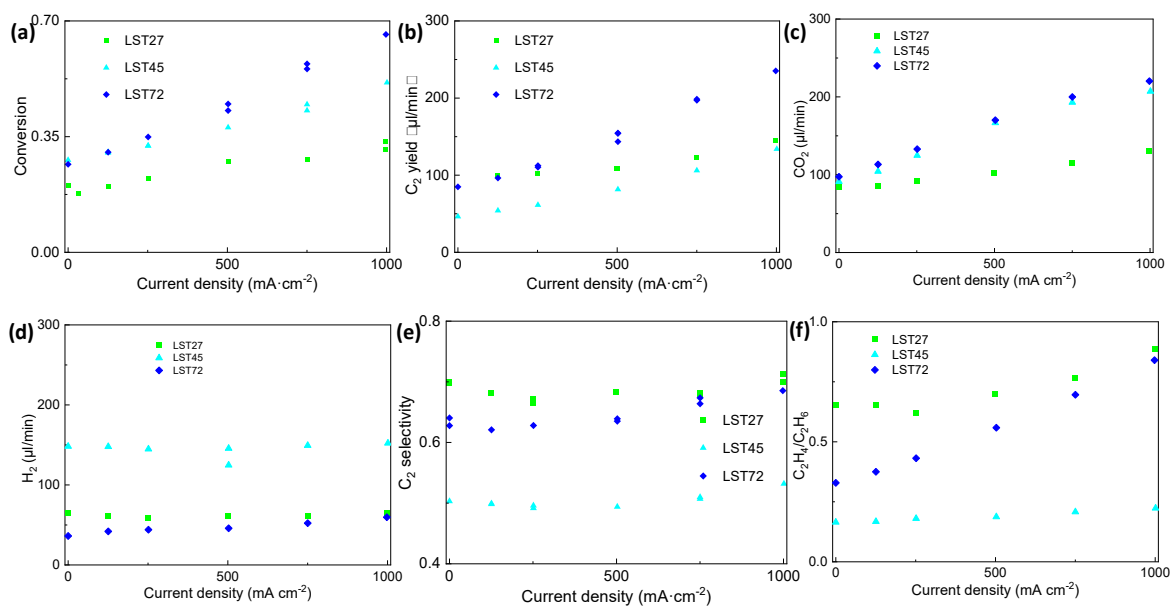 (a)
0.70
0.35
0.00
Conversion
LST27
LST45
LST72
0
500
1000
Current density (mA·cm⁻²)
(b)
300
200
100
0
C₂ yield □μl/min□
LST27
LST45
LST72
0
500
1000
Current density (mA·cm⁻²)
(c)
300
200
100
0
CO₂ (μl/min)
LST27
LST45
LST72
0
500
1000
Current density (mA·cm⁻²)
(d)
300
150
0
H₂ (μl/min)
LST27
LST45
LST72
0
500
1000
Current density (mA cm⁻²)
(e)
0.8
0.6
0.4
C₂ selectivity
LST27
LST45
LST72
0
500
1000
Current density (mA·cm⁻²)
(f)
1.0
0.5
0.0
C₂H₄/C₂H₆
LST27
LST45
LST72
0
500
1000
Current density (mA·cm⁻²)